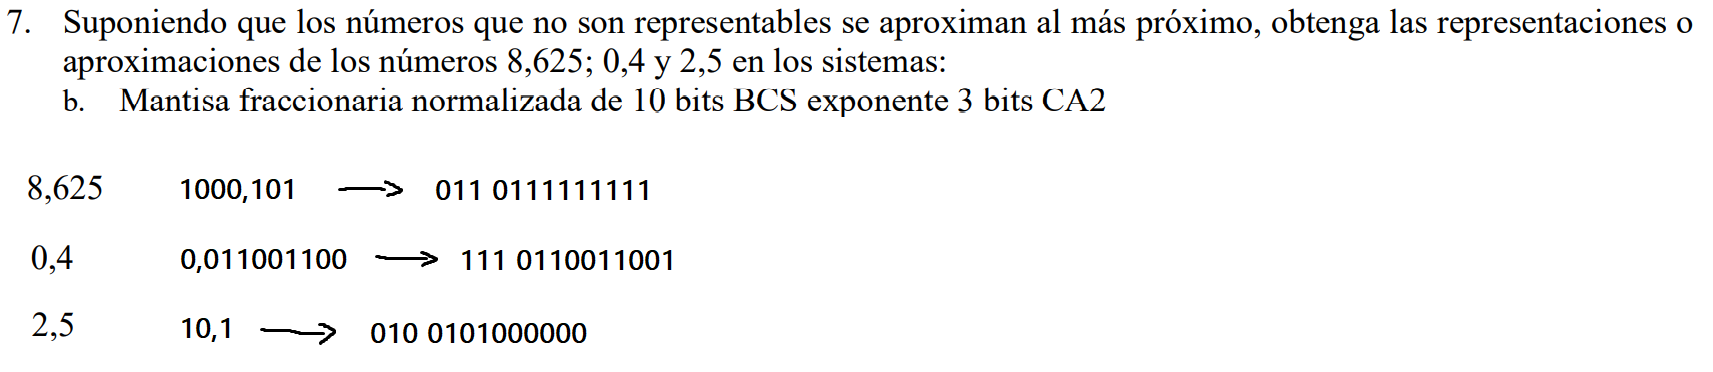 7. Suponiendo que los números que no son representables se aproximan al más próximo, obtenga las representaciones o
aproximaciones de los números 8,625; 0,4 y 2,5 en los sistemas:
b. Mantisa fraccionaria normalizada de 10 bits BCS exponente 3 bits CA2
8,625 1000,101 → 011 0111111111
0,4 0,011001100 → 111 0110011001
2,5 10,1 → 010 0101000000